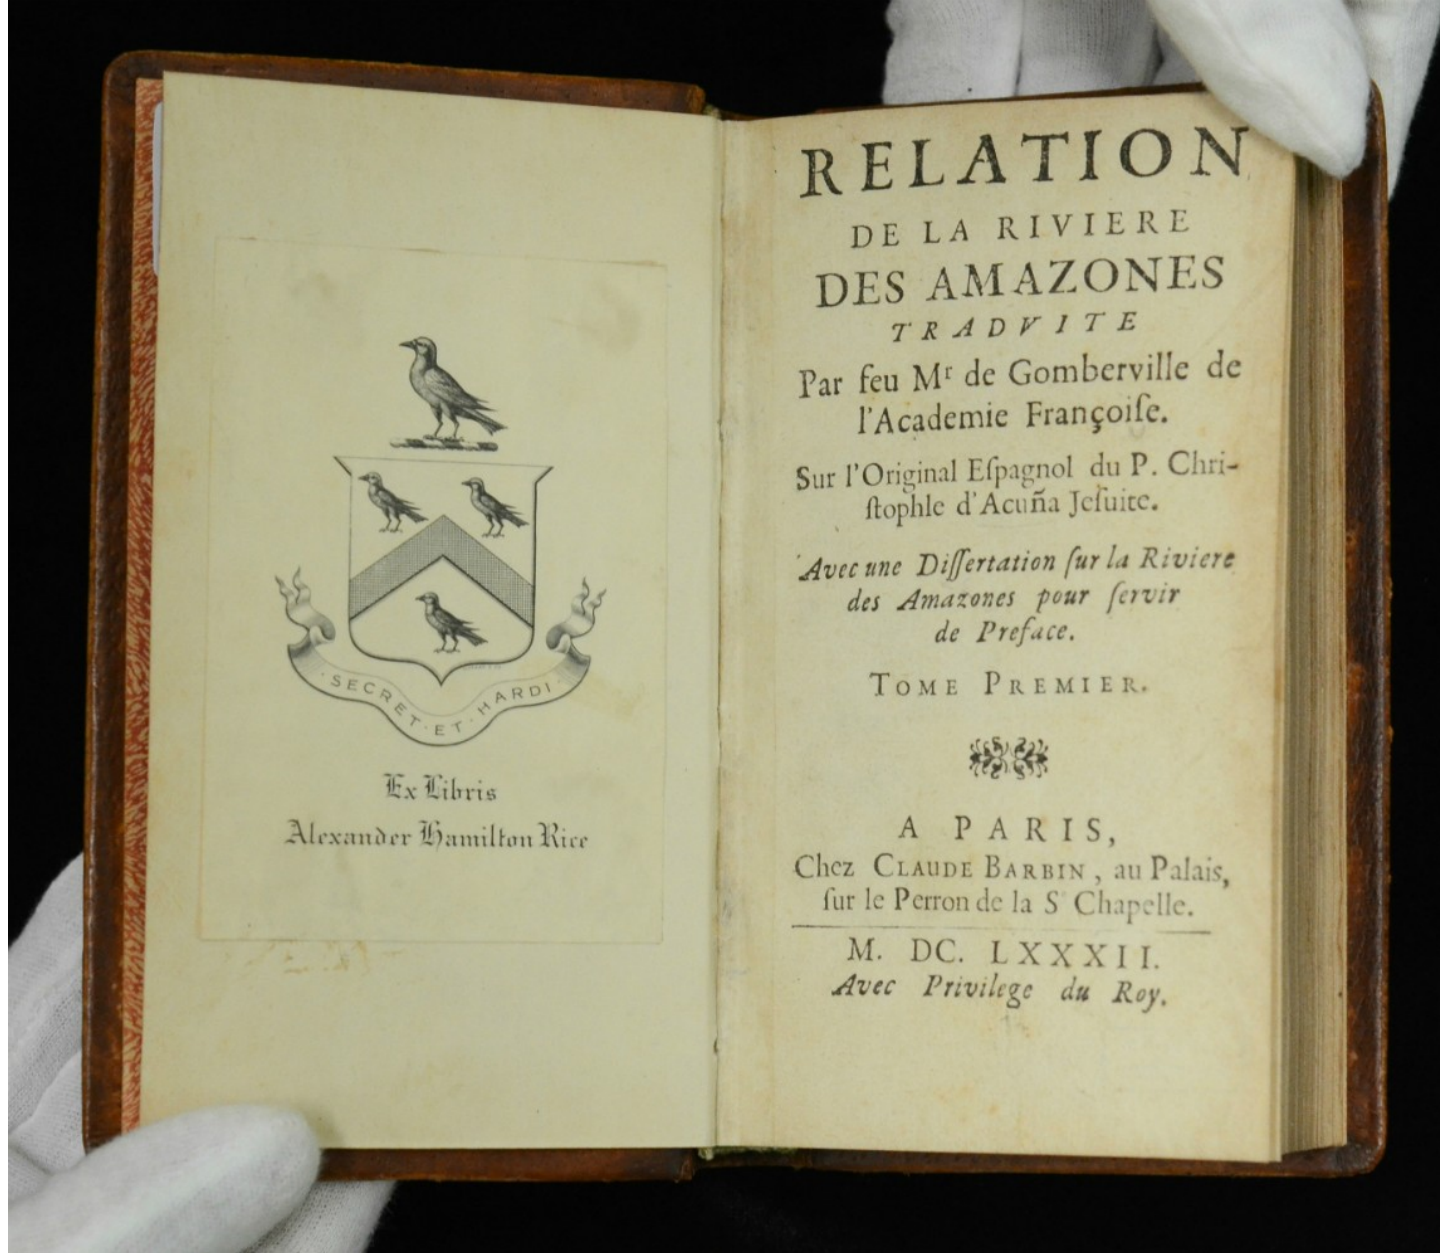 SECRET · ET · HARDI
Ex Libris
Alexander Hamilton Rice
RELATION
DE LA RIVIERE
DES AMAZONES
TRADVITE
Par feu Mr de Gomberville de
l'Academie Françoiſe.
Sur l'Original Eſpagnol du P. Chri-
ſtophle d'Acuña Jeſuite.
Avec une Diſſertation ſur la Riviere
des Amazones pour ſervir
de Preface.
TOME PREMIER.
A PARIS,
Chez CLAUDE BARBIN, au Palais,
ſur le Perron de la S Chapelle.
M. DC. LXXXII.
Avec Privilege du Roy.